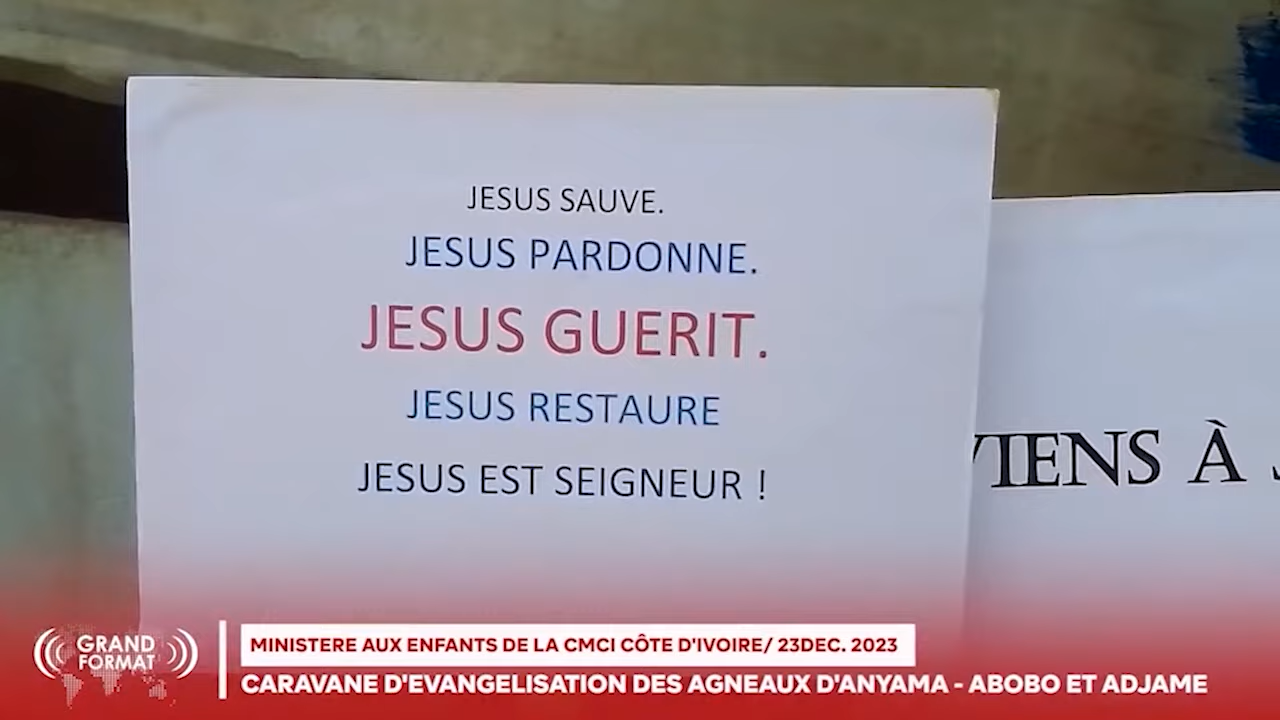 JESUS SAUVE.
JESUS PARDONNE.
JESUS GUERIT.
JESUS RESTAURE
JESUS EST SEIGNEUR !
VIENS À
GRAND
FORMAT
MINISTERE AUX ENFANTS DE LA CMCI CÔTE D'IVOIRE/ 23DEC. 2023
CARAVANE D'EVANGELISATION DES AGNEAUX D'ANYAMA - ABOBO ET ADJAME